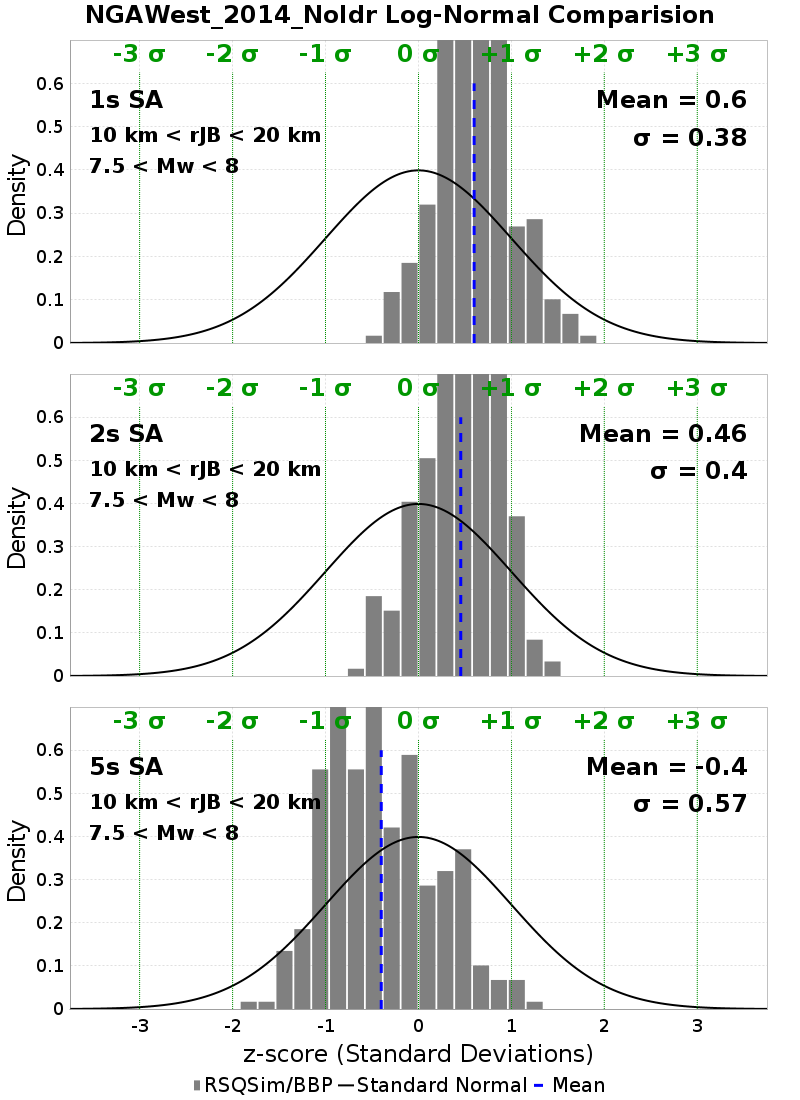 NGAWest_2014_NoIdr Log-Normal Comparision
-3 σ -2 σ -1 σ 0 σ +1 σ +2 σ +3 σ
1s SA
10 km < rJB < 20 km
7.5 < Mw < 8
Mean = 0.6
σ = 0.38
Density
0.6
0.5
0.4
0.3
0.2
0.1
0
-3 σ -2 σ -1 σ 0 σ +1 σ +2 σ +3 σ
2s SA
10 km < rJB < 20 km
7.5 < Mw < 8
Mean = 0.46
σ = 0.4
Density
0.6
0.5
0.4
0.3
0.2
0.1
0
-3 σ -2 σ -1 σ 0 σ +1 σ +2 σ +3 σ
5s SA
10 km < rJB < 20 km
7.5 < Mw < 8
Mean = -0.4
σ = 0.57
Density
0.6
0.5
0.4
0.3
0.2
0.1
0
-3 -2 -1 0 1 2 3
z-score (Standard Deviations)
RSQSim/BBP Standard Normal Mean